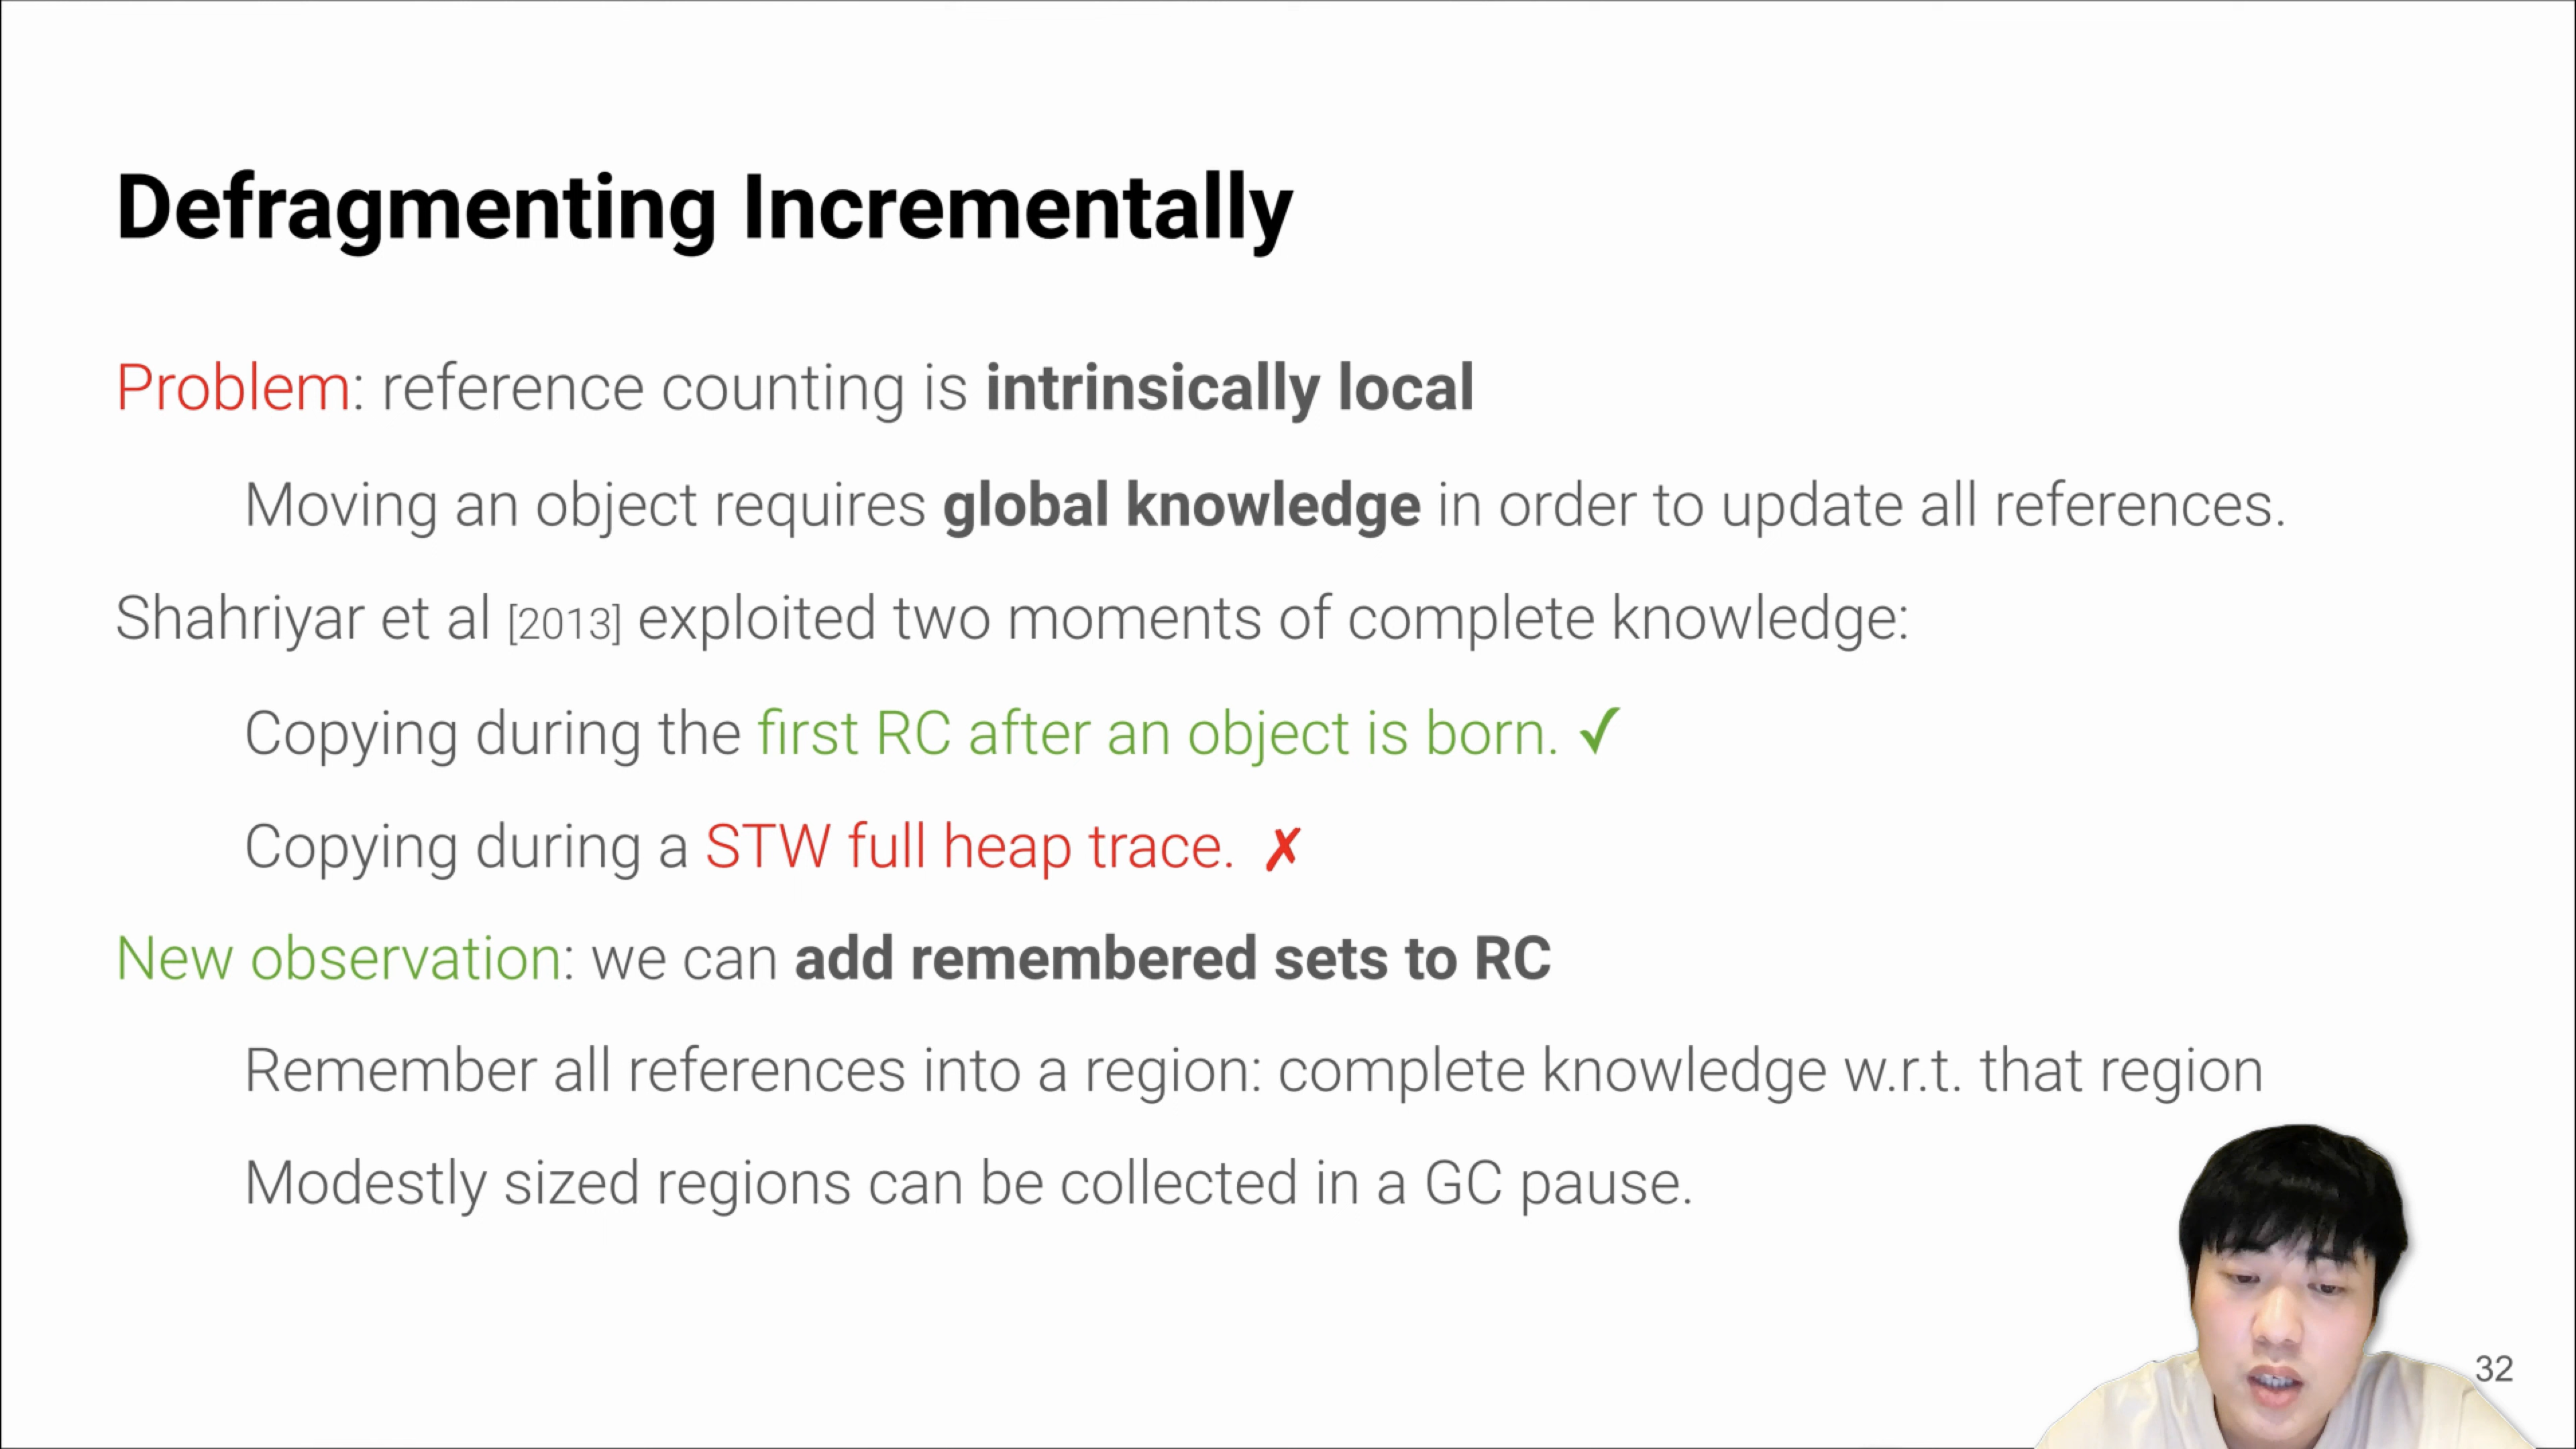 Defragmenting Incrementally
Problem: reference counting is intrinsically local
Moving an object requires global knowledge in order to update all references.
Shahriyar et al [2013] exploited two moments of complete knowledge:
Copying during the first RC after an object is born. ✓
Copying during a STW full heap trace. ✗
New observation: we can add remembered sets to RC
Remember all references into a region: complete knowledge w.r.t. that region
Modestly sized regions can be collected in a GC pause.
32